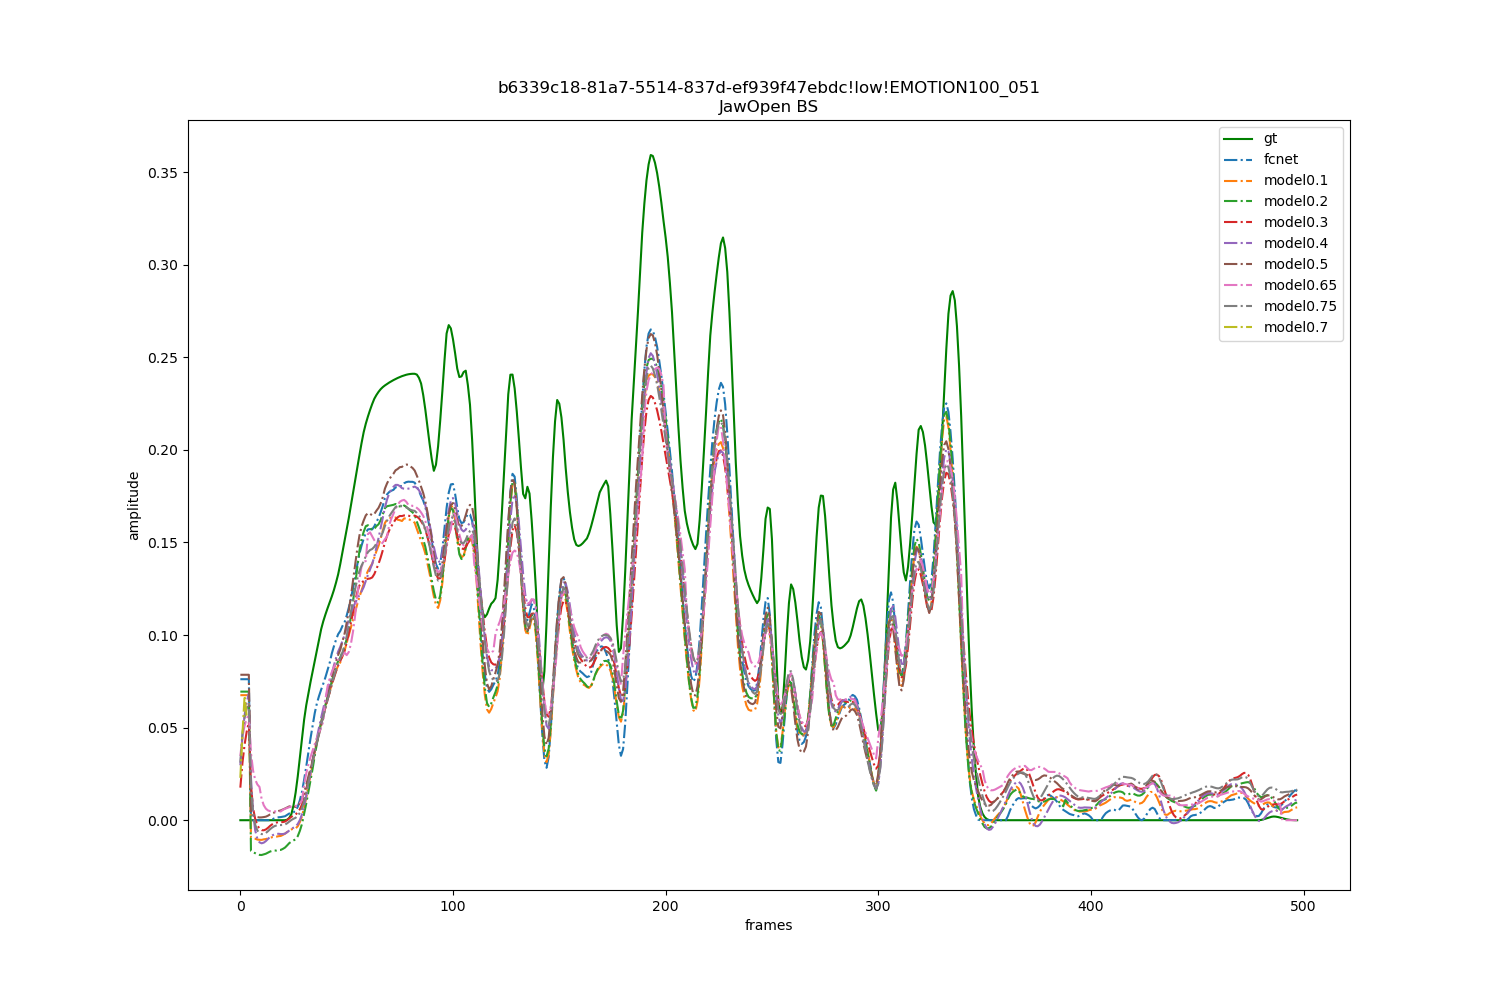 b6339c18-81a7-5514-837d-ef939f47ebdc!low!EMOTION100_051
JawOpen BS
gt
fcnet
model0.1
model0.2
model0.3
model0.4
model0.5
model0.65
model0.75
model0.7
0.35
0.30
0.25
0.20
0.15
0.10
0.05
0.00
amplitude
0
100
200
300
400
500
frames